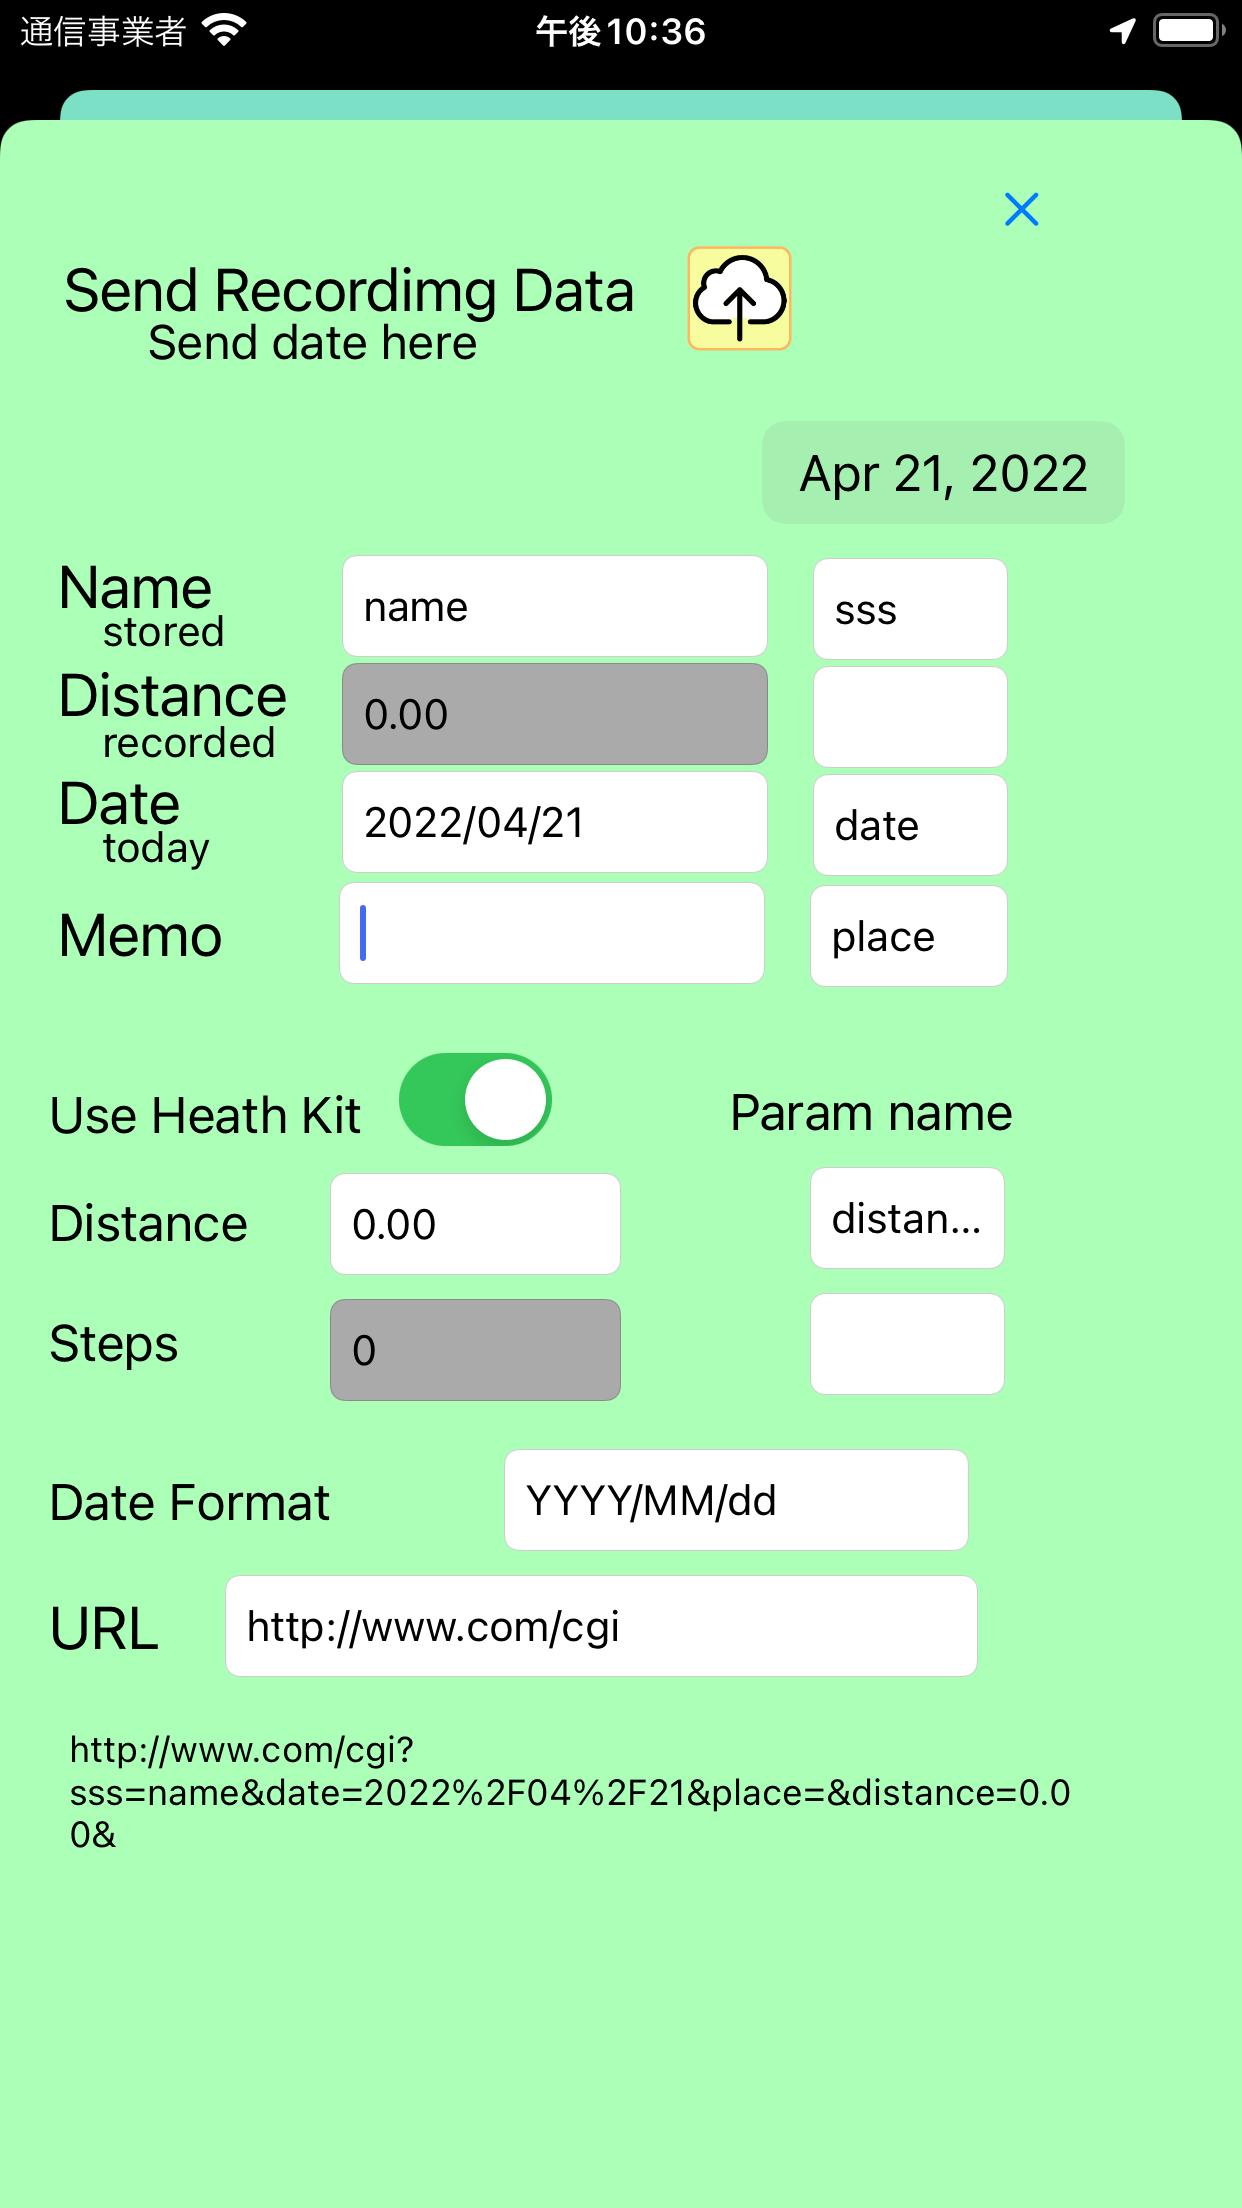 通信事業者
午後10:36
Send Recordimg Data
Send date here
Apr 21, 2022
Name
stored
name
sss
Distance
recorded
0.00
Date
today
2022/04/21
date
Memo
place
Use Heath Kit
Param name
Distance
0.00
distan...
Steps
0
Date Format
YYYY/MM/dd
URL
http://www.com/cgi
http://www.com/cgi?
sss=name&date=2022%2F04%2F21&place=&distance=0.0
0&